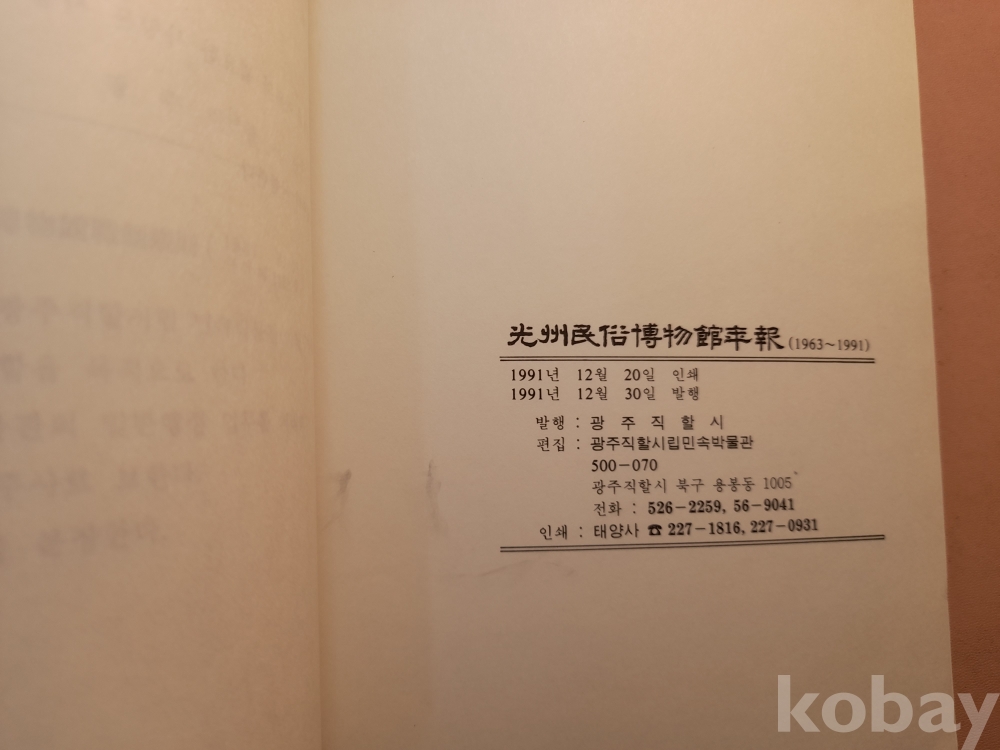 光州民俗博物館年報(1963~1991)
1991년 12월 20일 인쇄
1991년 12월 30일 발행
발행 : 광주직할시
편집 : 광주직할시립민속박물관
500-070
광주직할시 북구 용봉동 1005
전화 : 526-2259, 56-9041
인쇄 : 태양사 ☎ 227-1816, 227-0931
kobay